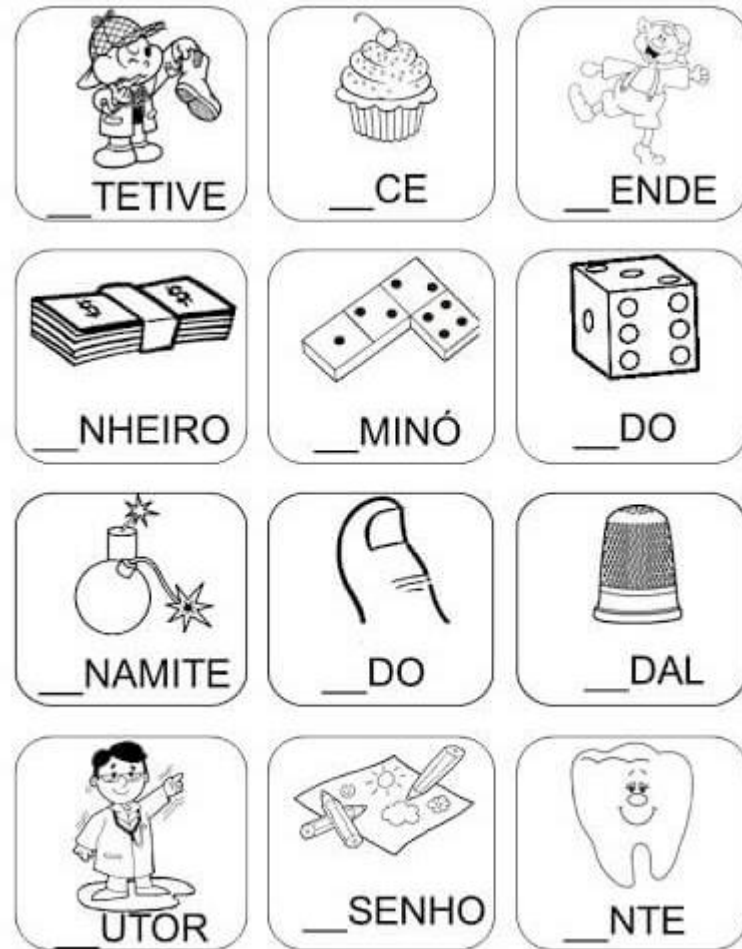 __TETIVE
__CE
__ENDE
__NHEIRO
__MINÓ
__DO
__NAMITE
__DO
__DAL
__UTOR
__SENHO
__NTE